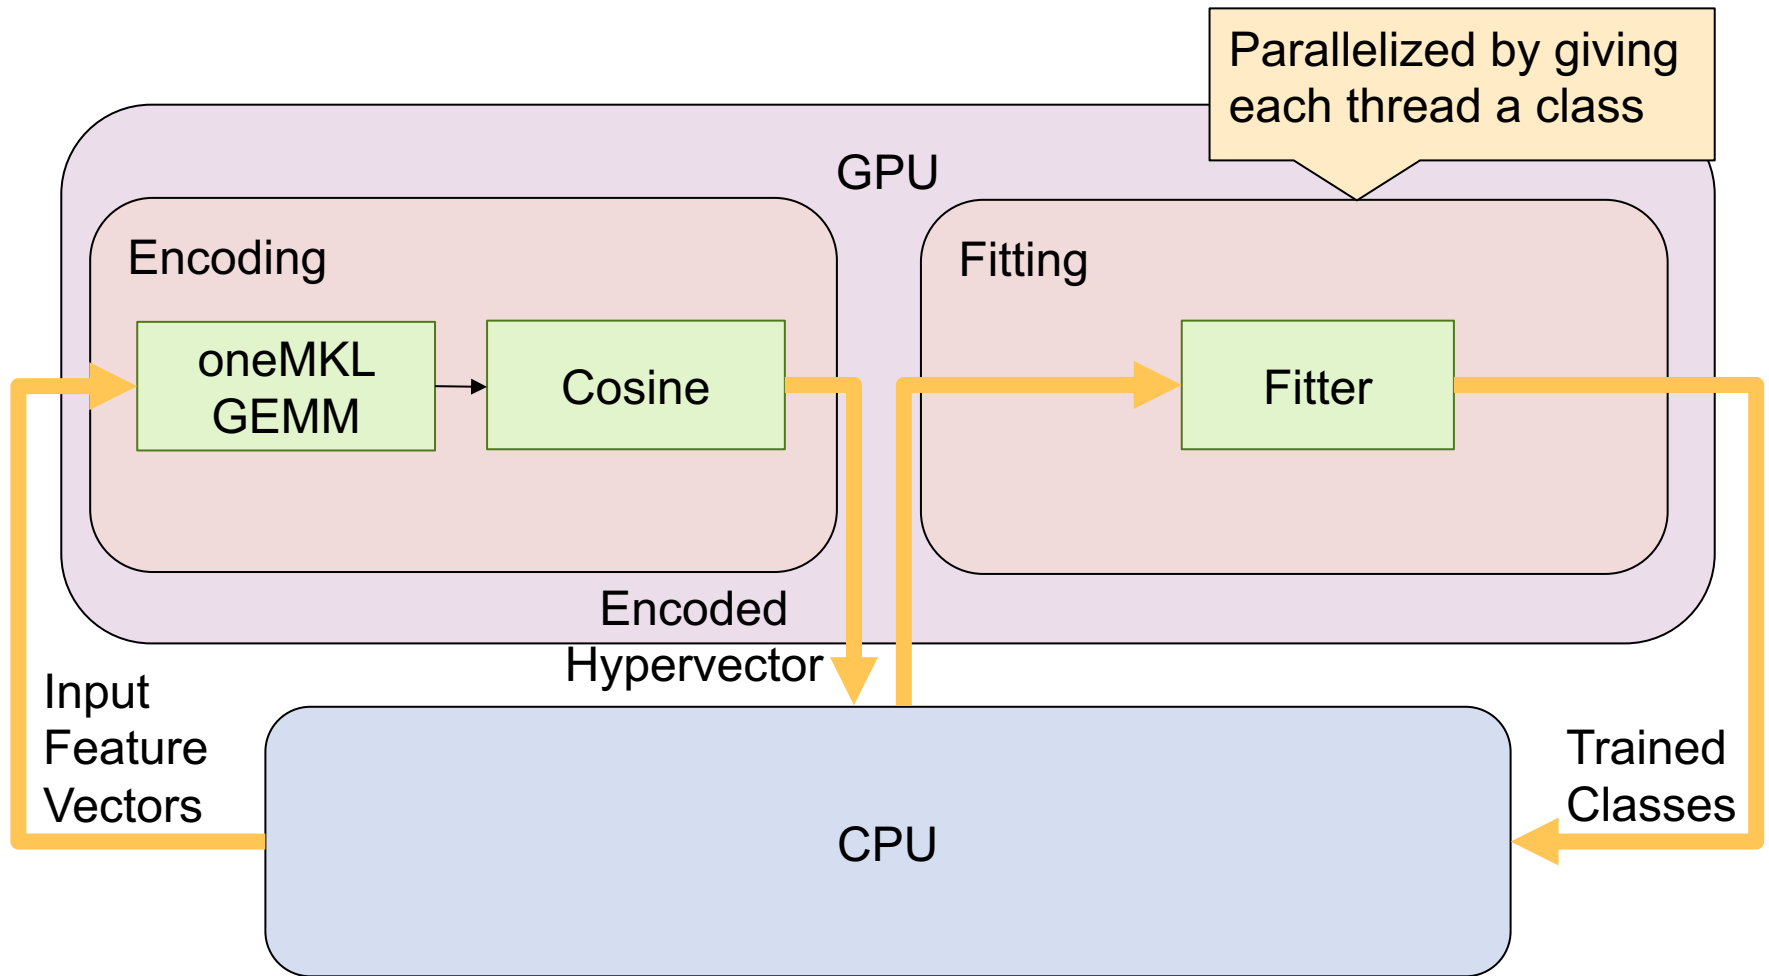 Parallelized by giving
each thread a class
GPU
Encoding
Fitting
oneMKL
GEMM
Cosine
Fitter
Encoded
Hypervector
Input
Feature
Vectors
Trained
Classes
CPU